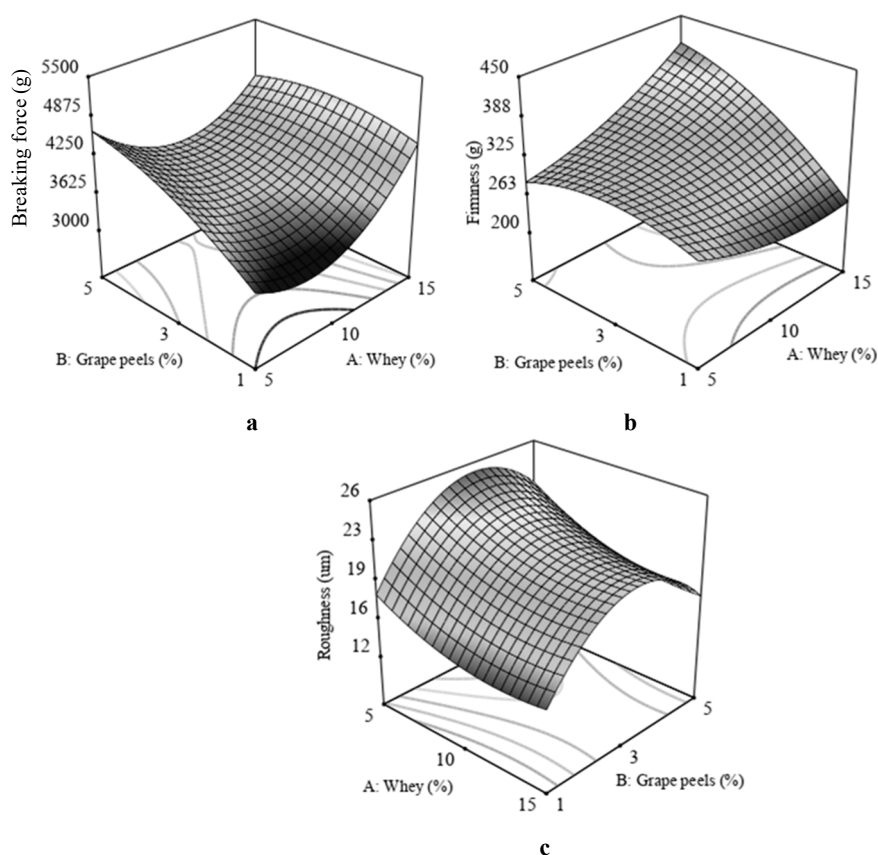 Breaking force (g)
5500
4875
4250
3625
3000
5
3
1
B: Grape peels (%)
5
10
15
A: Whey (%)
a
Firmness (g)
450
388
325
263
200
5
3
1
B: Grape peels (%)
5
10
15
A: Whey (%)
b
Roughness (um)
26
23
19
16
12
5
10
15
A: Whey (%)
1
3
5
B: Grape peels (%)
c